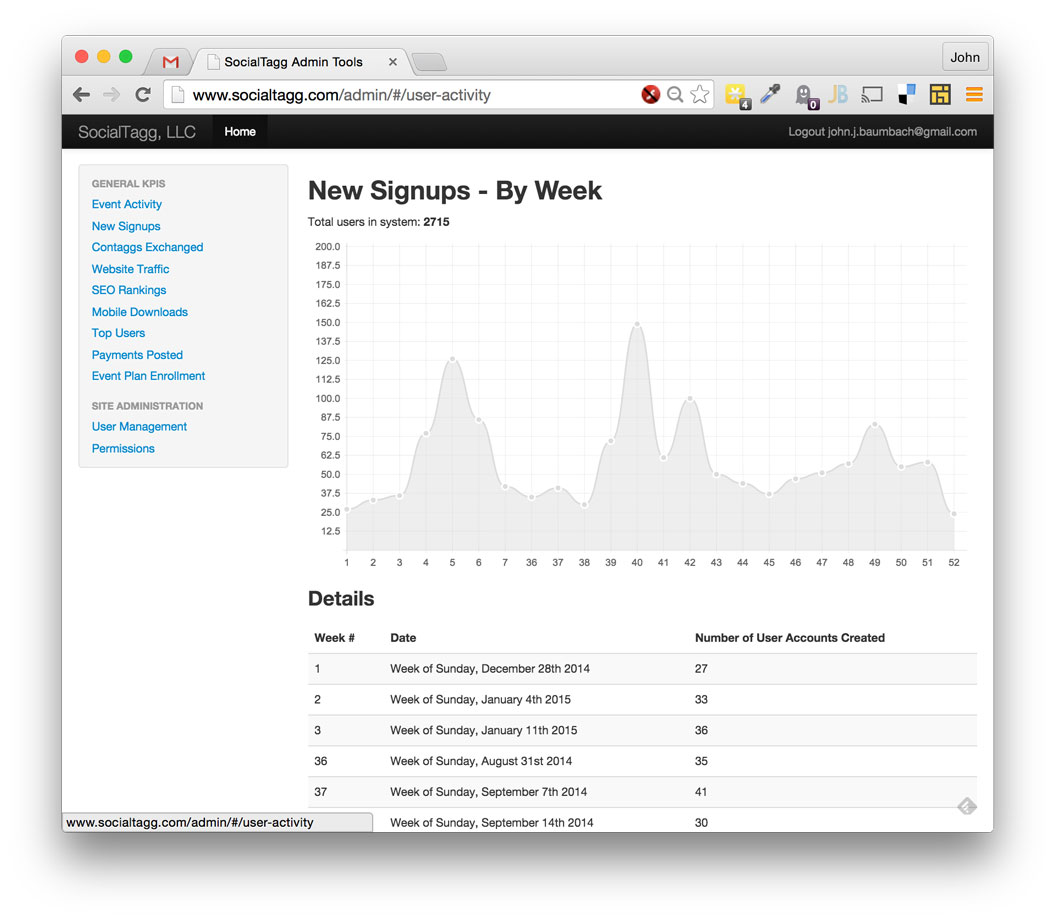 SocialTagg Admin Tools
John
www.socialtagg.com/admin/#/user-activity
4
0
JB
SocialTagg, LLC
Home
Logout john.j.baumbach@gmail.com
GENERAL KPIS
Event Activity
New Signups
Contaggs Exchanged
Website Traffic
SEO Rankings
Mobile Downloads
Top Users
Payments Posted
Event Plan Enrollment
SITE ADMINISTRATION
User Management
Permissions
New Signups - By Week
Total users in system: 2715
200.0
187.5
175.0
162.5
150.0
137.5
125.0
112.5
100.0
87.5
75.0
62.5
50.0
37.5
25.0
12.5
1 2 3 4 5 6 7 36 37 38 39 40 41 42 43 44 45 46 47 48 49 50 51 52
Details
Week # Date Number of User Accounts Created
1 Week of Sunday, December 28th 2014 27
2 Week of Sunday, January 4th 2015 33
3 Week of Sunday, January 11th 2015 36
36 Week of Sunday, August 31st 2014 35
37 Week of Sunday, September 7th 2014 41
Week of Sunday, September 14th 2014 30
www.socialtagg.com/admin/#/user-activity